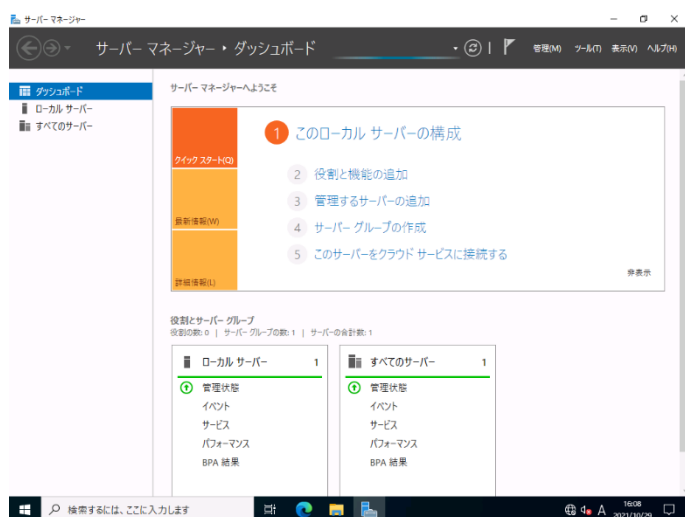 サーバー マネージャー
サーバー マネージャー ・ ダッシュボード
管理(M) ツール(T) 表示(V) ヘルプ(H)
ダッシュボード
ローカル サーバー
すべてのサーバー
サーバー マネージャーへようこそ
クイック スタート(Q)
最新情報(W)
詳細情報(L)
1 このローカル サーバーの構成
2 役割と機能の追加
3 管理するサーバーの追加
4 サーバー グループの作成
5 このサーバーをクラウド サービスに接続する
非表示
役割とサーバー グループ
役割の数: 0 | サーバー グループの数: 1 | サーバーの合計数: 1
ローカル サーバー 1
管理状態
イベント
サービス
パフォーマンス
BPA 結果
すべてのサーバー 1
管理状態
イベント
サービス
パフォーマンス
BPA 結果
検索するには、ここに入力します
A
16:08
2021/10/29